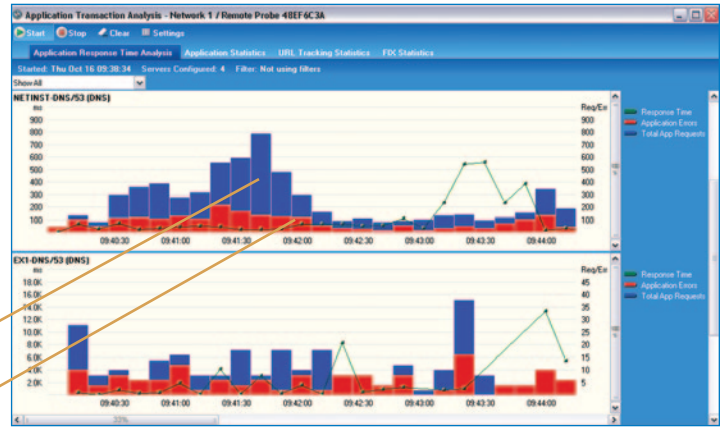 Application Transaction Analysis - Network 1 / Remote Probe 48EF6C3A
Start Stop Clear Settings
Application Response Time Analysis Application Statistics URL Tracking Statistics FIX Statistics
Started: Thu Oct 16 09:38:34 Servers Configured: 4 Filter: Not using filters
Show All
NETINST-DNS/53 (DNS)
ms Req/Err
900 900
800 800
700 700
600 600
500 500
400 400
300 300
200 200
100 100
09:40:30 09:41:00 09:41:30 09:42:00 09:42:30 09:43:00 09:43:30 09:44:00
Response Time
Application Errors
Total App Requests
EX1-DNS/53 (DNS)
ms Req/Err
18.0K 45
16.0K 40
14.0K 35
12.0K 30
10.0K 25
8.0K 20
6.0K 15
4.0K 10
2.0K 5
09:40:30 09:41:00 09:41:30 09:42:00 09:42:30 09:43:00 09:43:30 09:44:00
Response Time
Application Errors
Total App Requests
33%